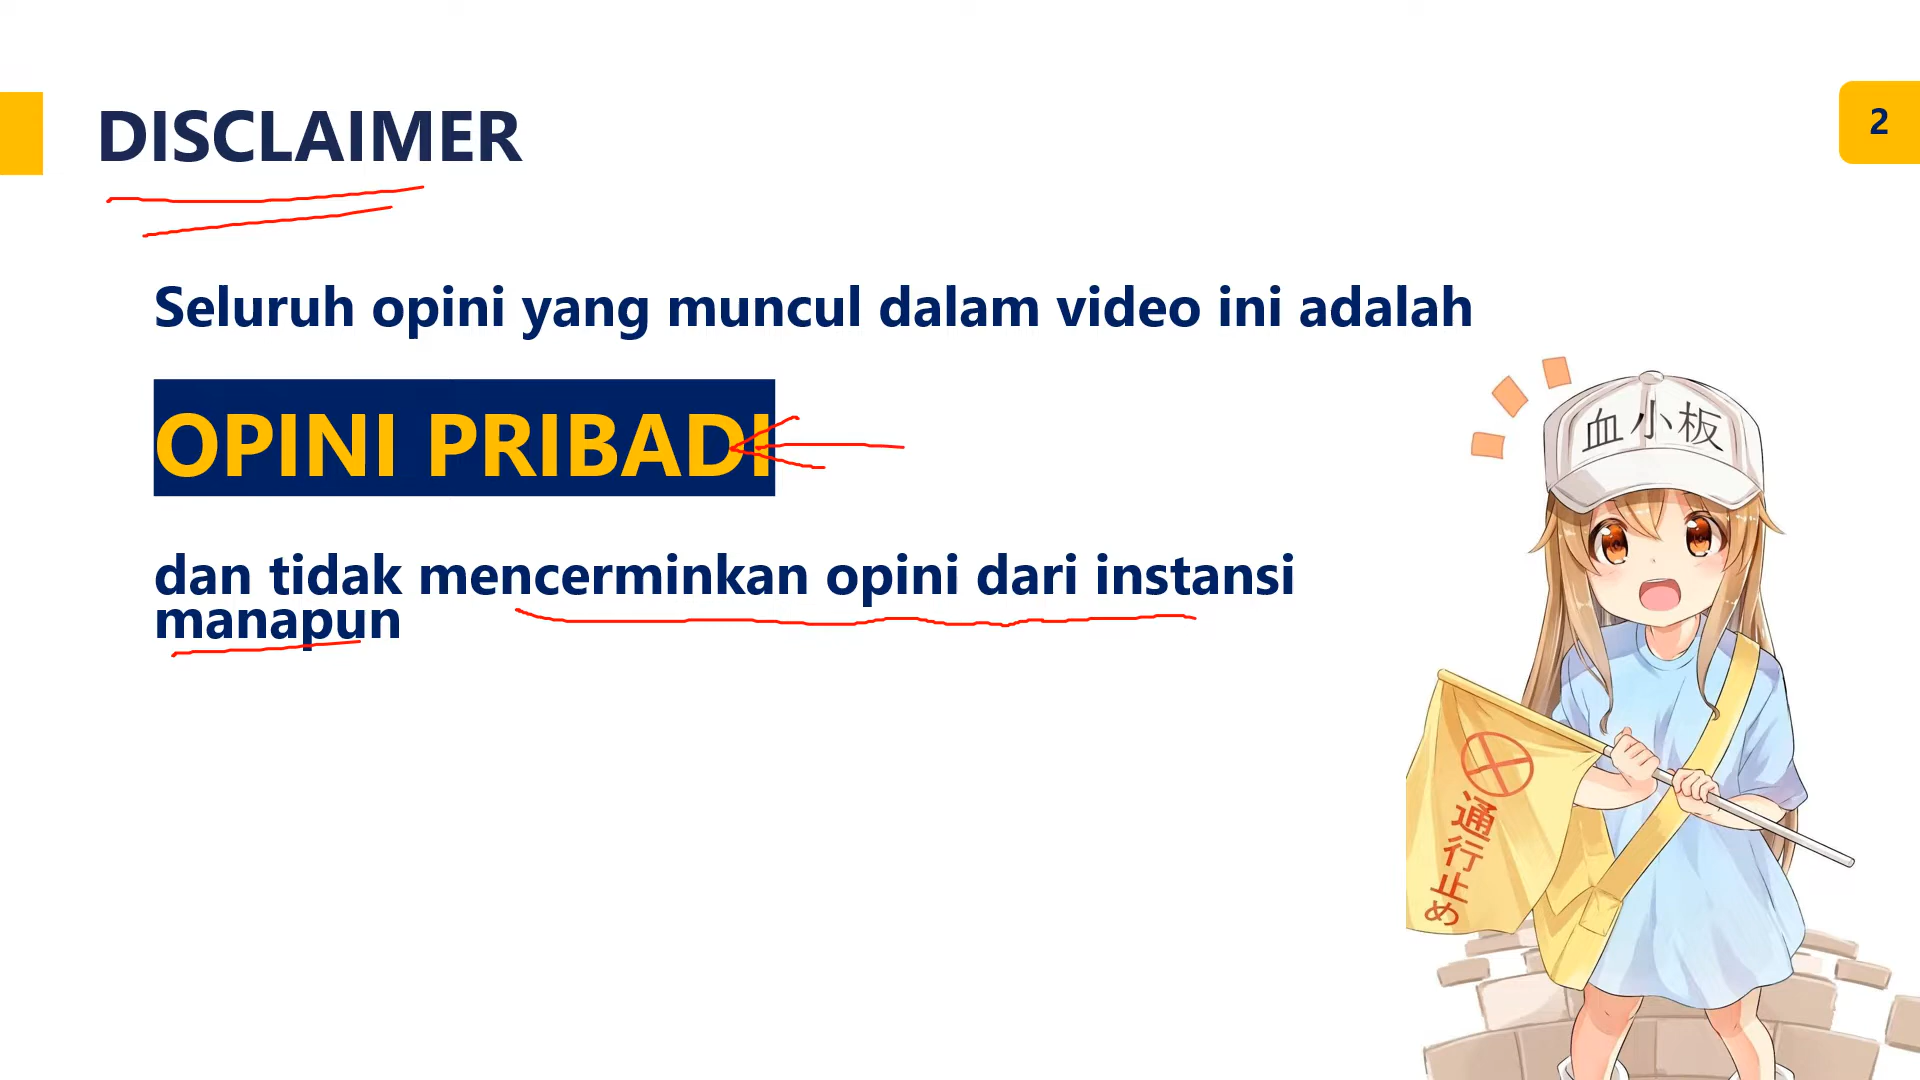 DISCLAIMER
2
Seluruh opini yang muncul dalam video ini adalah
OPINI PRIBADI
dan tidak mencerminkan opini dari instansi
manapun
血小板
通行止め